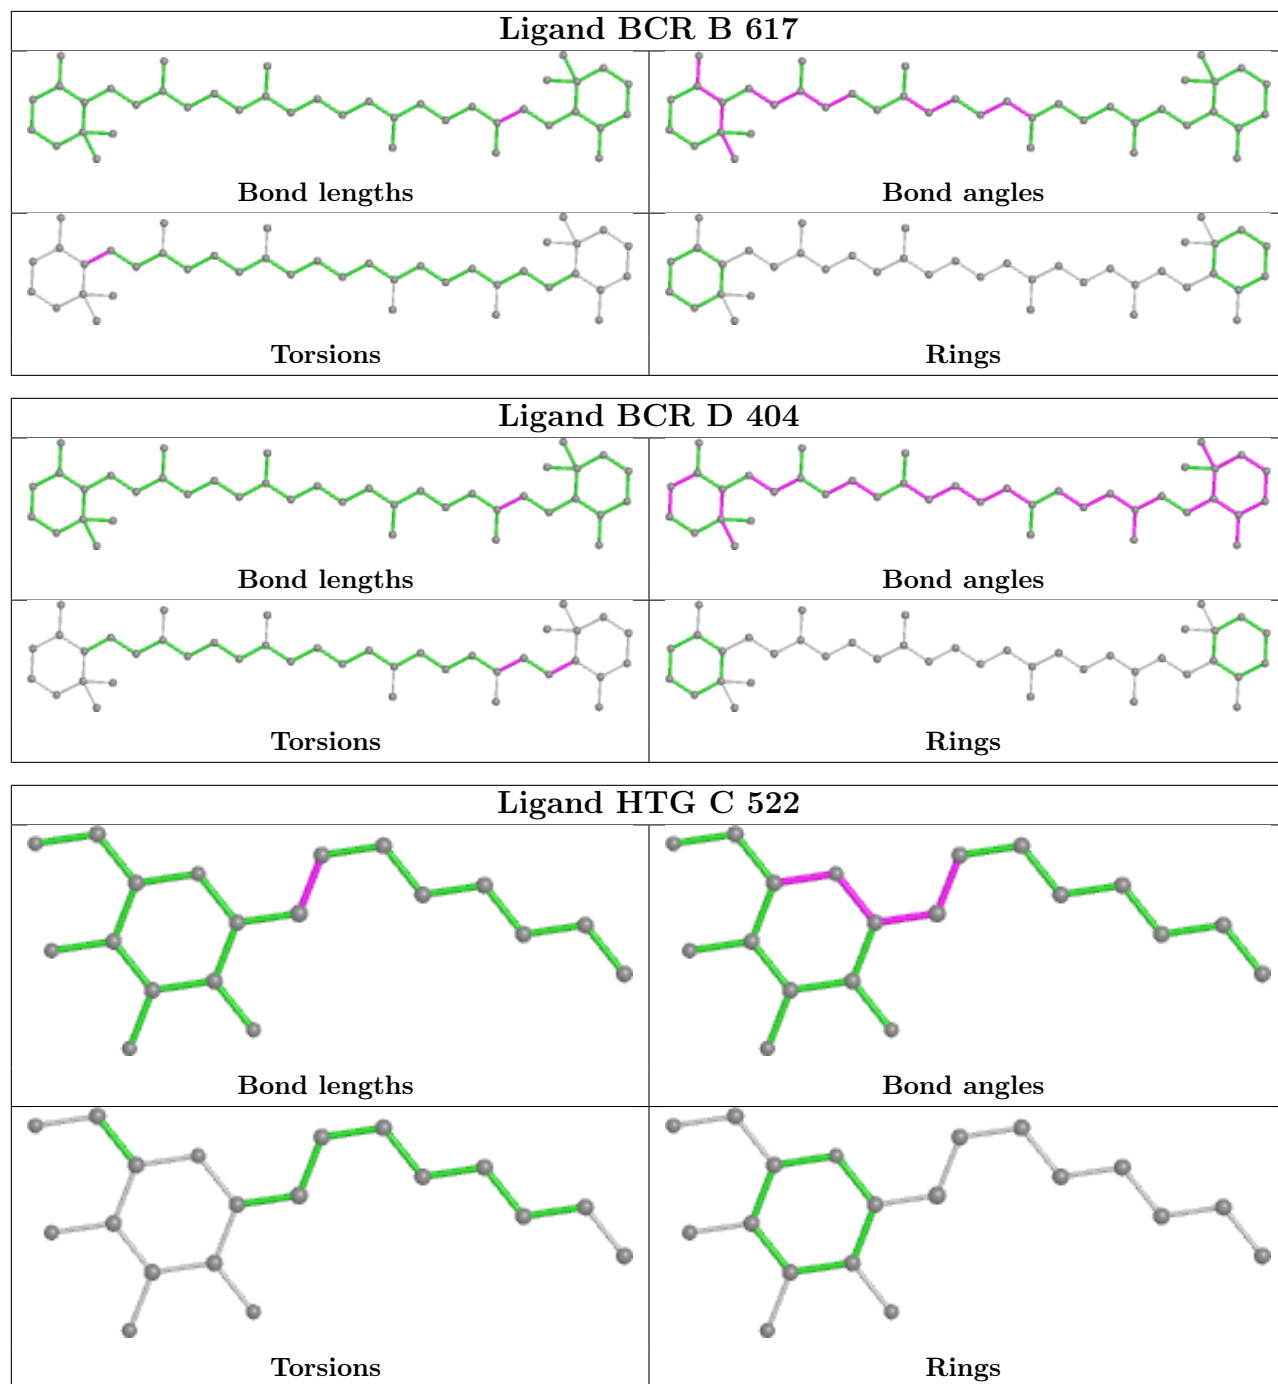 Ligand BCR B 617
Bond lengths
Bond angles
Torsions
Rings
Ligand BCR D 404
Bond lengths
Bond angles
Torsions
Rings
Ligand HTG C 522
Bond lengths
Bond angles
Torsions
Rings